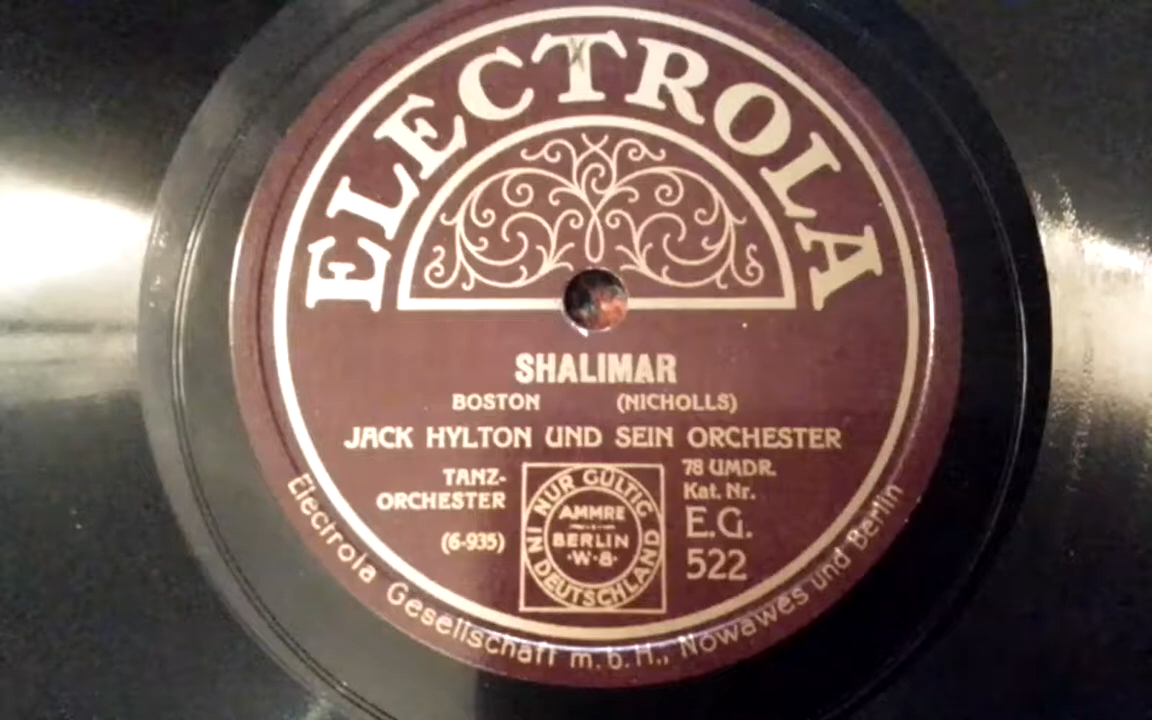 ELECTROLA
SHALIMAR
BOSTON (NICHOLLS)
JACK HYLTON UND SEIN ORCHESTER
TANZ-
ORCHESTER
(6-935)
NUR GÜLTIG
IN DEUTSCHLAND
AMMRE
BERLIN
·W·8·
78 UMDR.
Kat. Nr.
E.G.
522
Electrola Gesellschaft m.b.H., Nowawes und Berlin